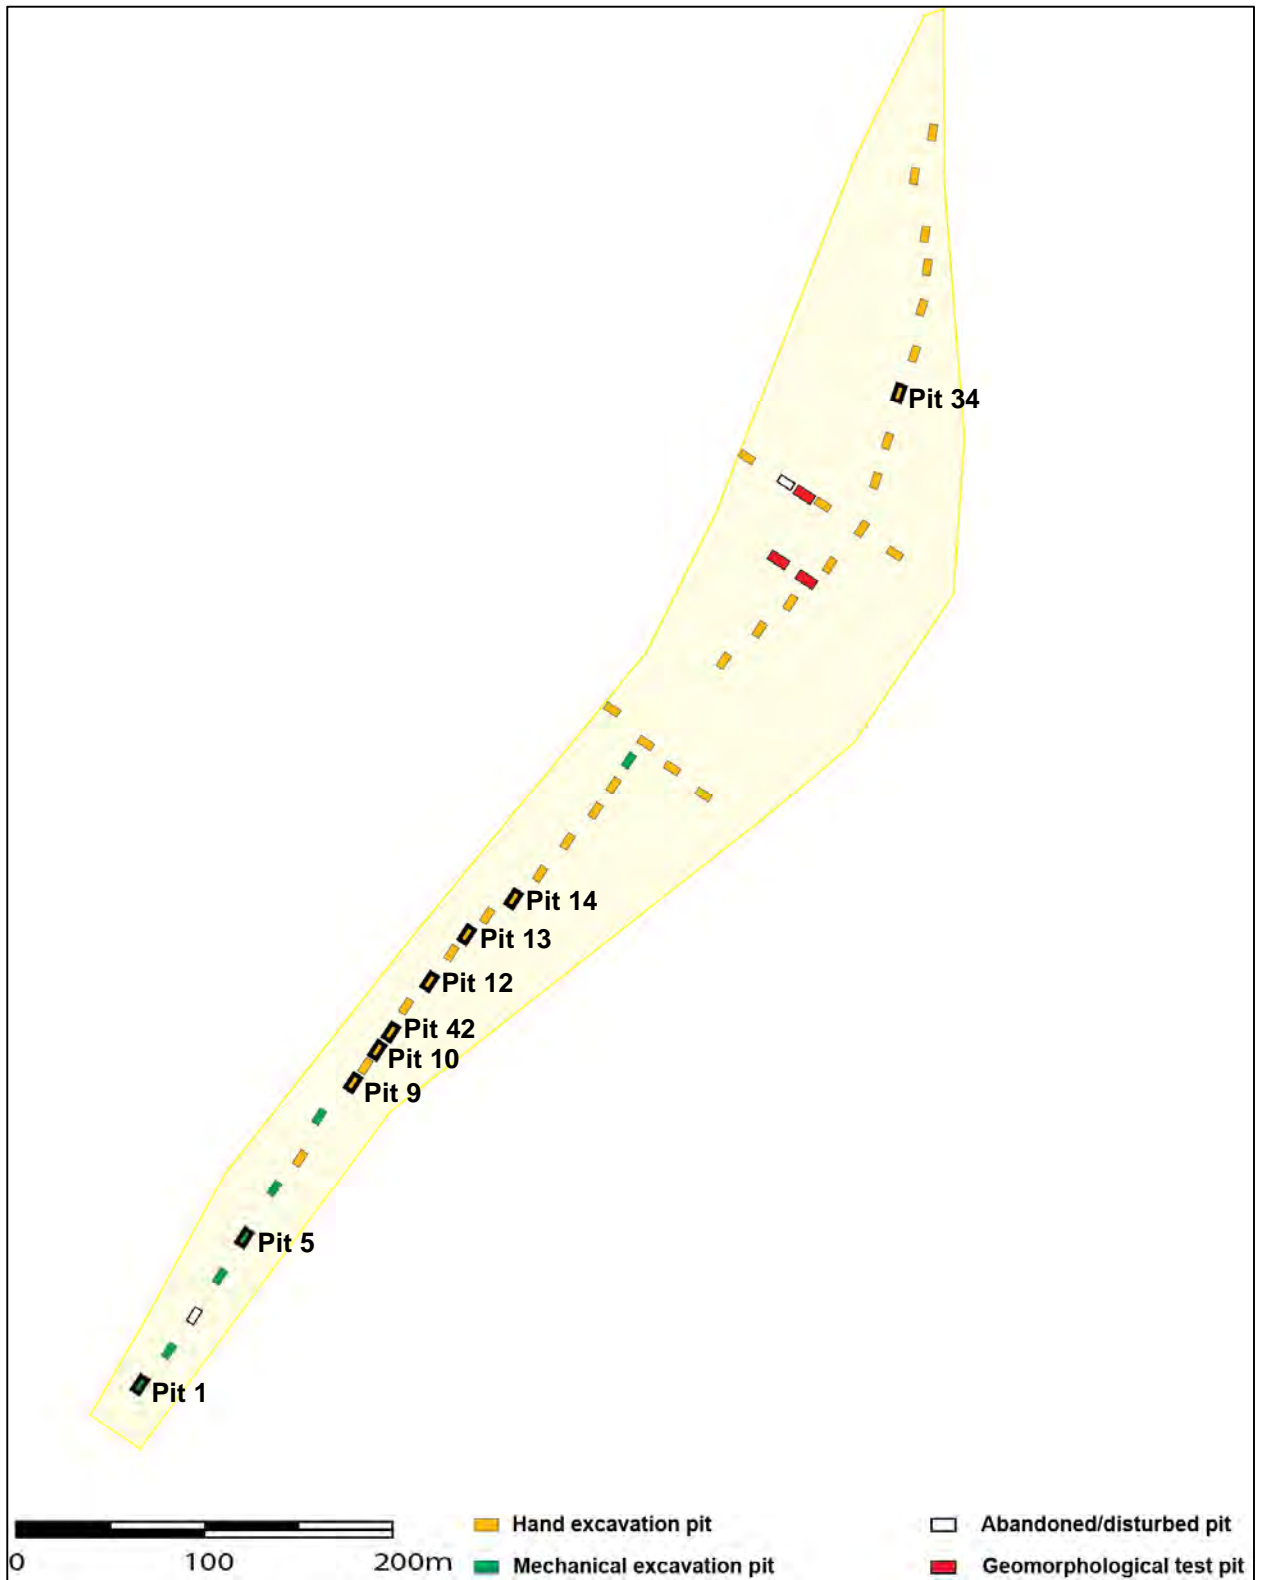 Pit 34
Pit 14
Pit 13
Pit 12
Pit 42
Pit 10
Pit 9
Pit 5
Pit 1
0 100 200m
Hand excavation pit
Mechanical excavation pit
Abandoned/disturbed pit
Geomorphological test pit